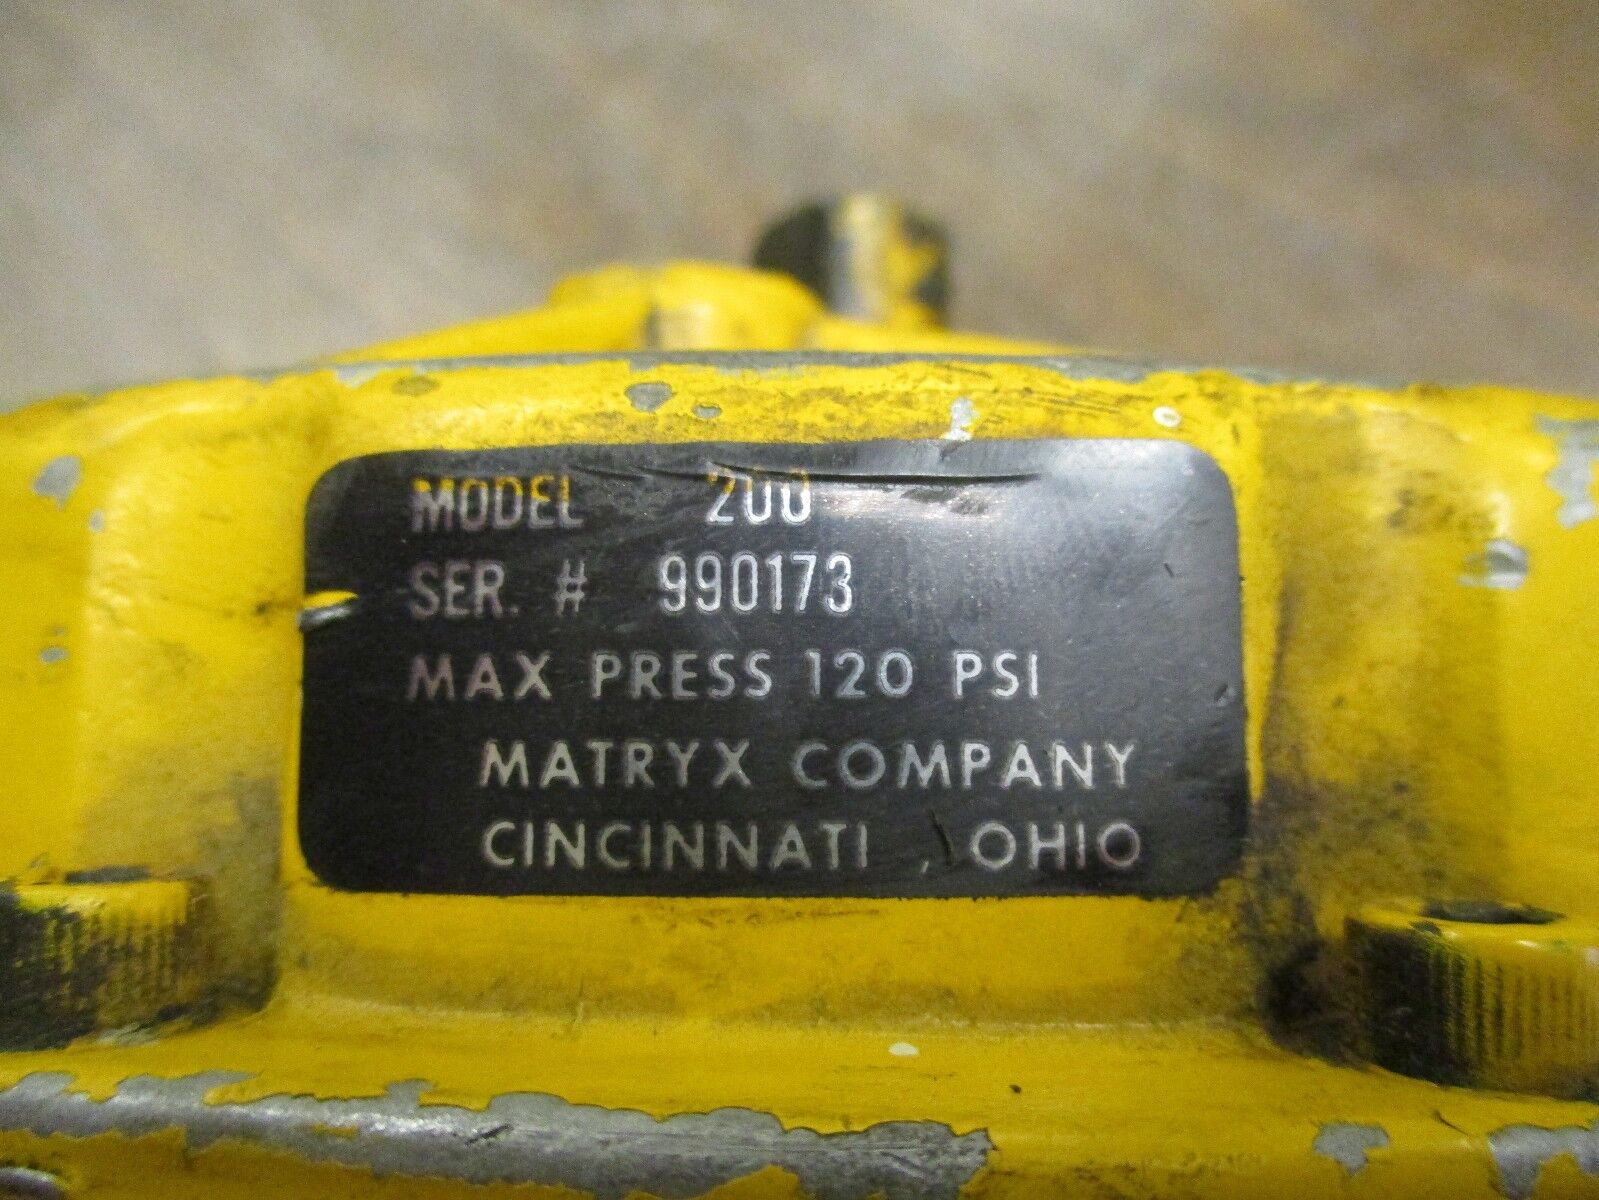 MODEL 200
SER. # 990173
MAX PRESS 120 PSI
MATRYX COMPANY
CINCINNATI, OHIO